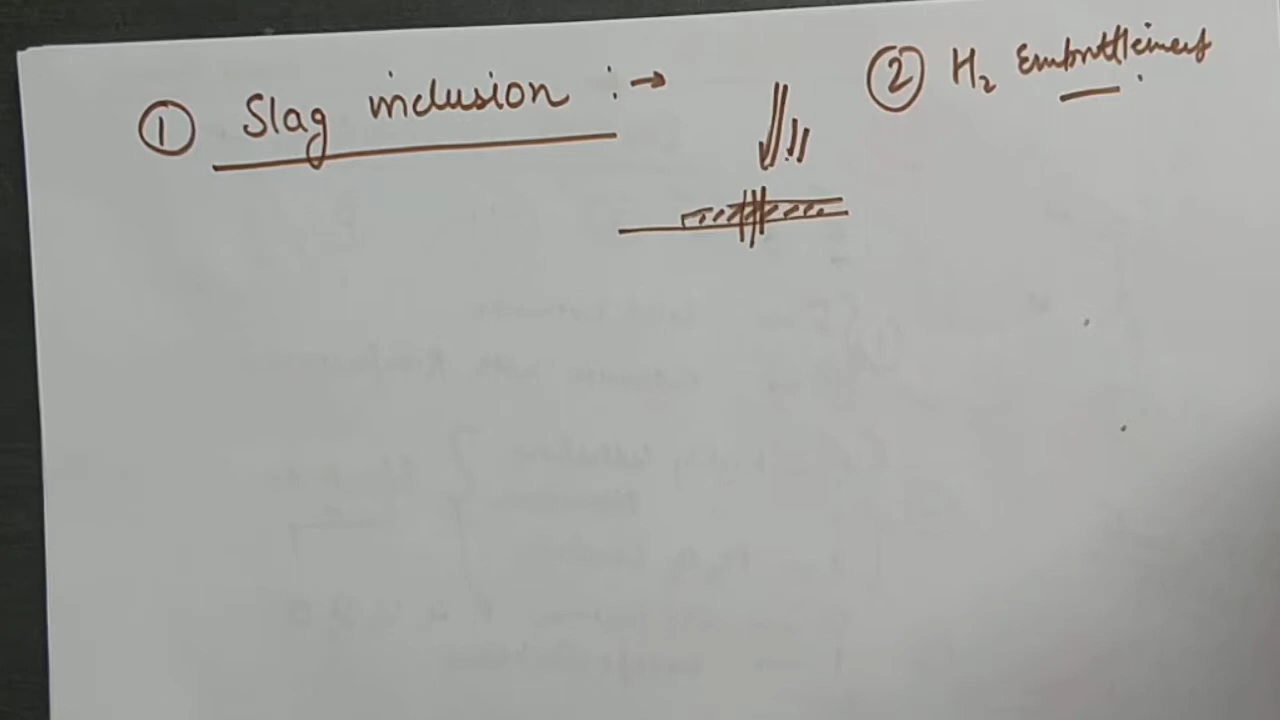 ① Slag inclusion :→
② H₂ Embrittlement